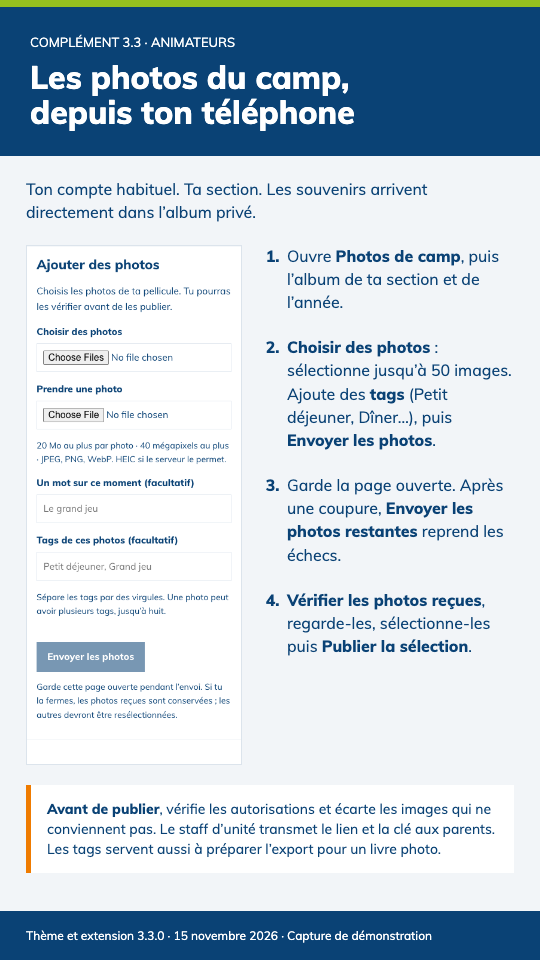 COMPLÉMENT 3.3 · ANIMATEURS
Les photos du camp,
depuis ton téléphone
Ton compte habituel. Ta section. Les souvenirs arrivent
directement dans l’album privé.
Ajouter des photos
Choisis les photos de ta pellicule. Tu pourras
les vérifier avant de les publier.
Choisir des photos
Choose Files No file chosen
Prendre une photo
Choose File No file chosen
20 Mo au plus par photo · 40 mégapixels au plus
· JPEG, PNG, WebP. HEIC si le serveur le permet.
Un mot sur ce moment (facultatif)
Le grand jeu
Tags de ces photos (facultatif)
Petit déjeuner, Grand jeu
Sépare les tags par des virgules. Une photo peut
avoir plusieurs tags, jusqu’à huit.
Envoyer les photos
Garde cette page ouverte pendant l’envoi. Si tu
la fermes, les photos reçues sont conservées ; les
autres devront être resélectionnées.
1. Ouvre Photos de camp, puis
l’album de ta section et de
l’année.
2. Choisir des photos :
sélectionne jusqu’à 50 images.
Ajoute des tags (Petit
déjeuner, Dîner…), puis
Envoyer les photos.
3. Garde la page ouverte. Après
une coupure, Envoyer les
photos restantes reprend les
échecs.
4. Vérifier les photos reçues,
regarde-les, sélectionne-les
puis Publier la sélection.
Avant de publier, vérifie les autorisations et écarte les images qui ne
conviennent pas. Le staff d’unité transmet le lien et la clé aux parents.
Les tags servent aussi à préparer l’export pour un livre photo.
Thème et extension 3.3.0 · 15 novembre 2026 · Capture de démonstration